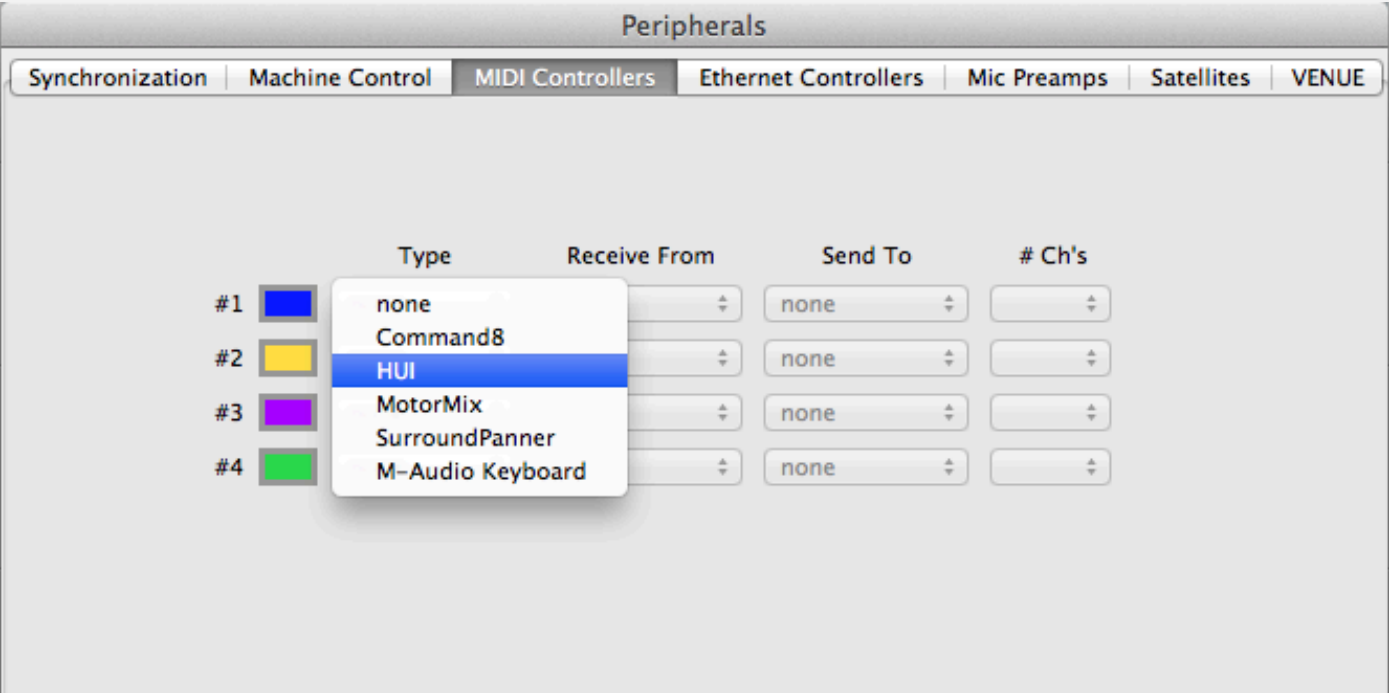 Peripherals
Synchronization Machine Control MIDI Controllers Ethernet Controllers Mic Preamps Satellites VENUE
Type Receive From Send To # Ch's
#1 none none
#2 Command8 none
#3 HUI none
#4 MotorMix none
SurroundPanner
M-Audio Keyboard